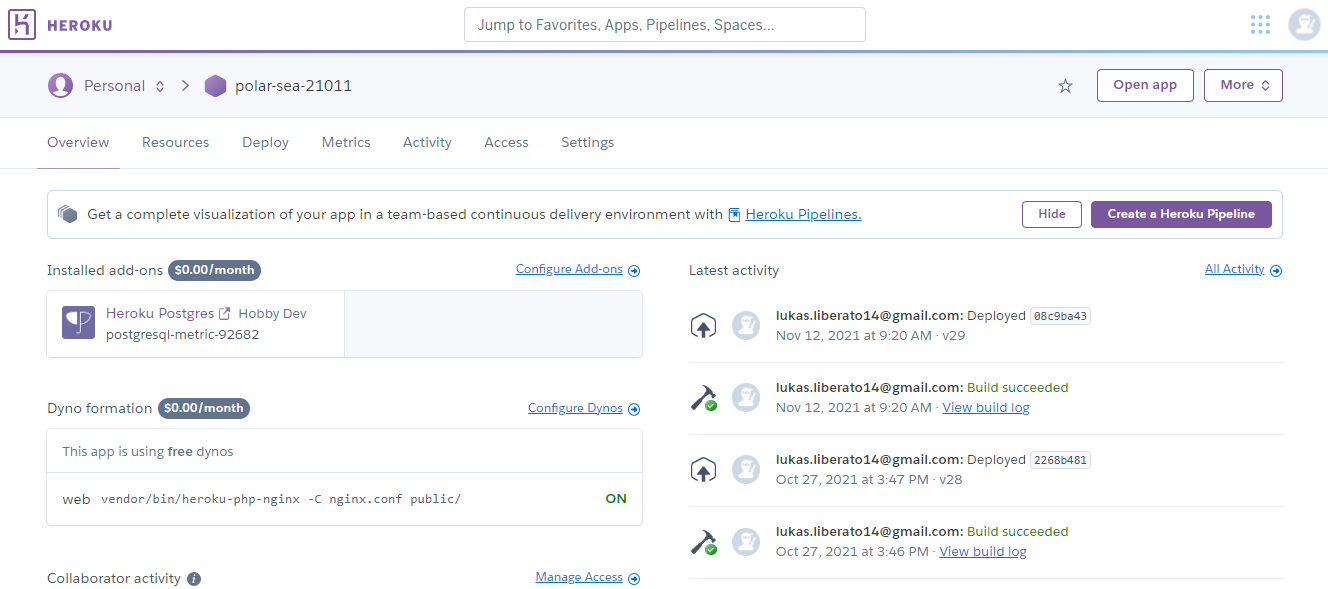 HEROKU
Jump to Favorites, Apps, Pipelines, Spaces...
Personal
polar-sea-21011
Open app
More
Overview
Resources
Deploy
Metrics
Activity
Access
Settings
Get a complete visualization of your app in a team-based continuous delivery environment with Heroku Pipelines.
Hide
Create a Heroku Pipeline
Installed add-ons $0.00/month
Configure Add-ons
Heroku Postgres Hobby Dev
postgresql-metric-92682
Dyno formation $0.00/month
Configure Dynos
This app is using free dynos
web vendor/bin/heroku-php-nginx -C nginx.conf public/ ON
Collaborator activity
Manage Access
Latest activity
All Activity
lukas.liberato14@gmail.com: Deployed 08c9ba43
Nov 12, 2021 at 9:20 AM · v29
lukas.liberato14@gmail.com: Build succeeded
Nov 12, 2021 at 9:20 AM · View build log
lukas.liberato14@gmail.com: Deployed 2268b481
Oct 27, 2021 at 3:47 PM · v28
lukas.liberato14@gmail.com: Build succeeded
Oct 27, 2021 at 3:46 PM · View build log